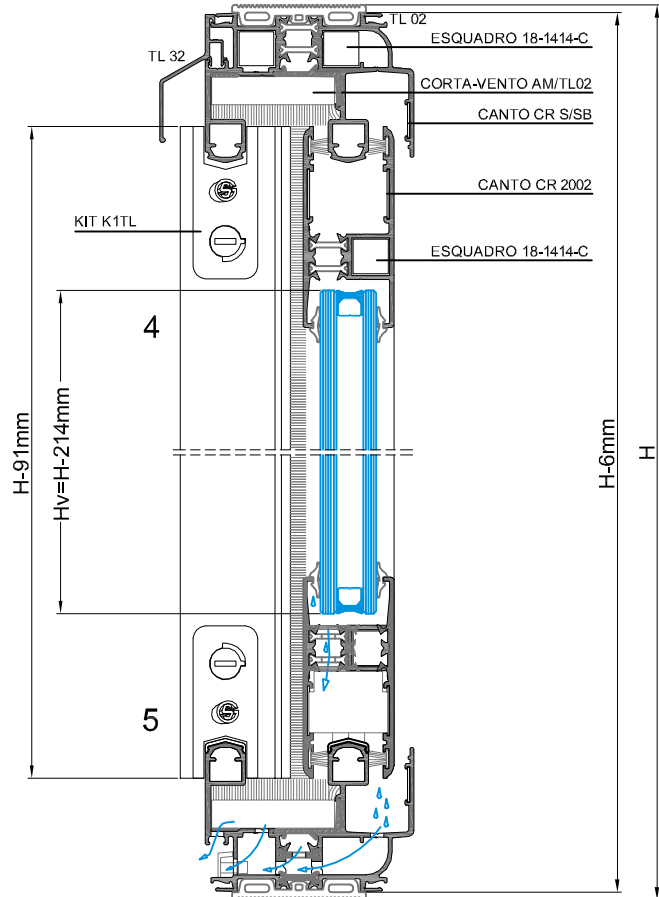 TL 02
ESQUADRO 18-1414-C
TL 32
CORTA-VENTO AM/TL02
CANTO CR S/SB
CANTO CR 2002
KIT K1TL
ESQUADRO 18-1414-C
4
H-91mm
Hv=H-214mm
H-6mm
H
5